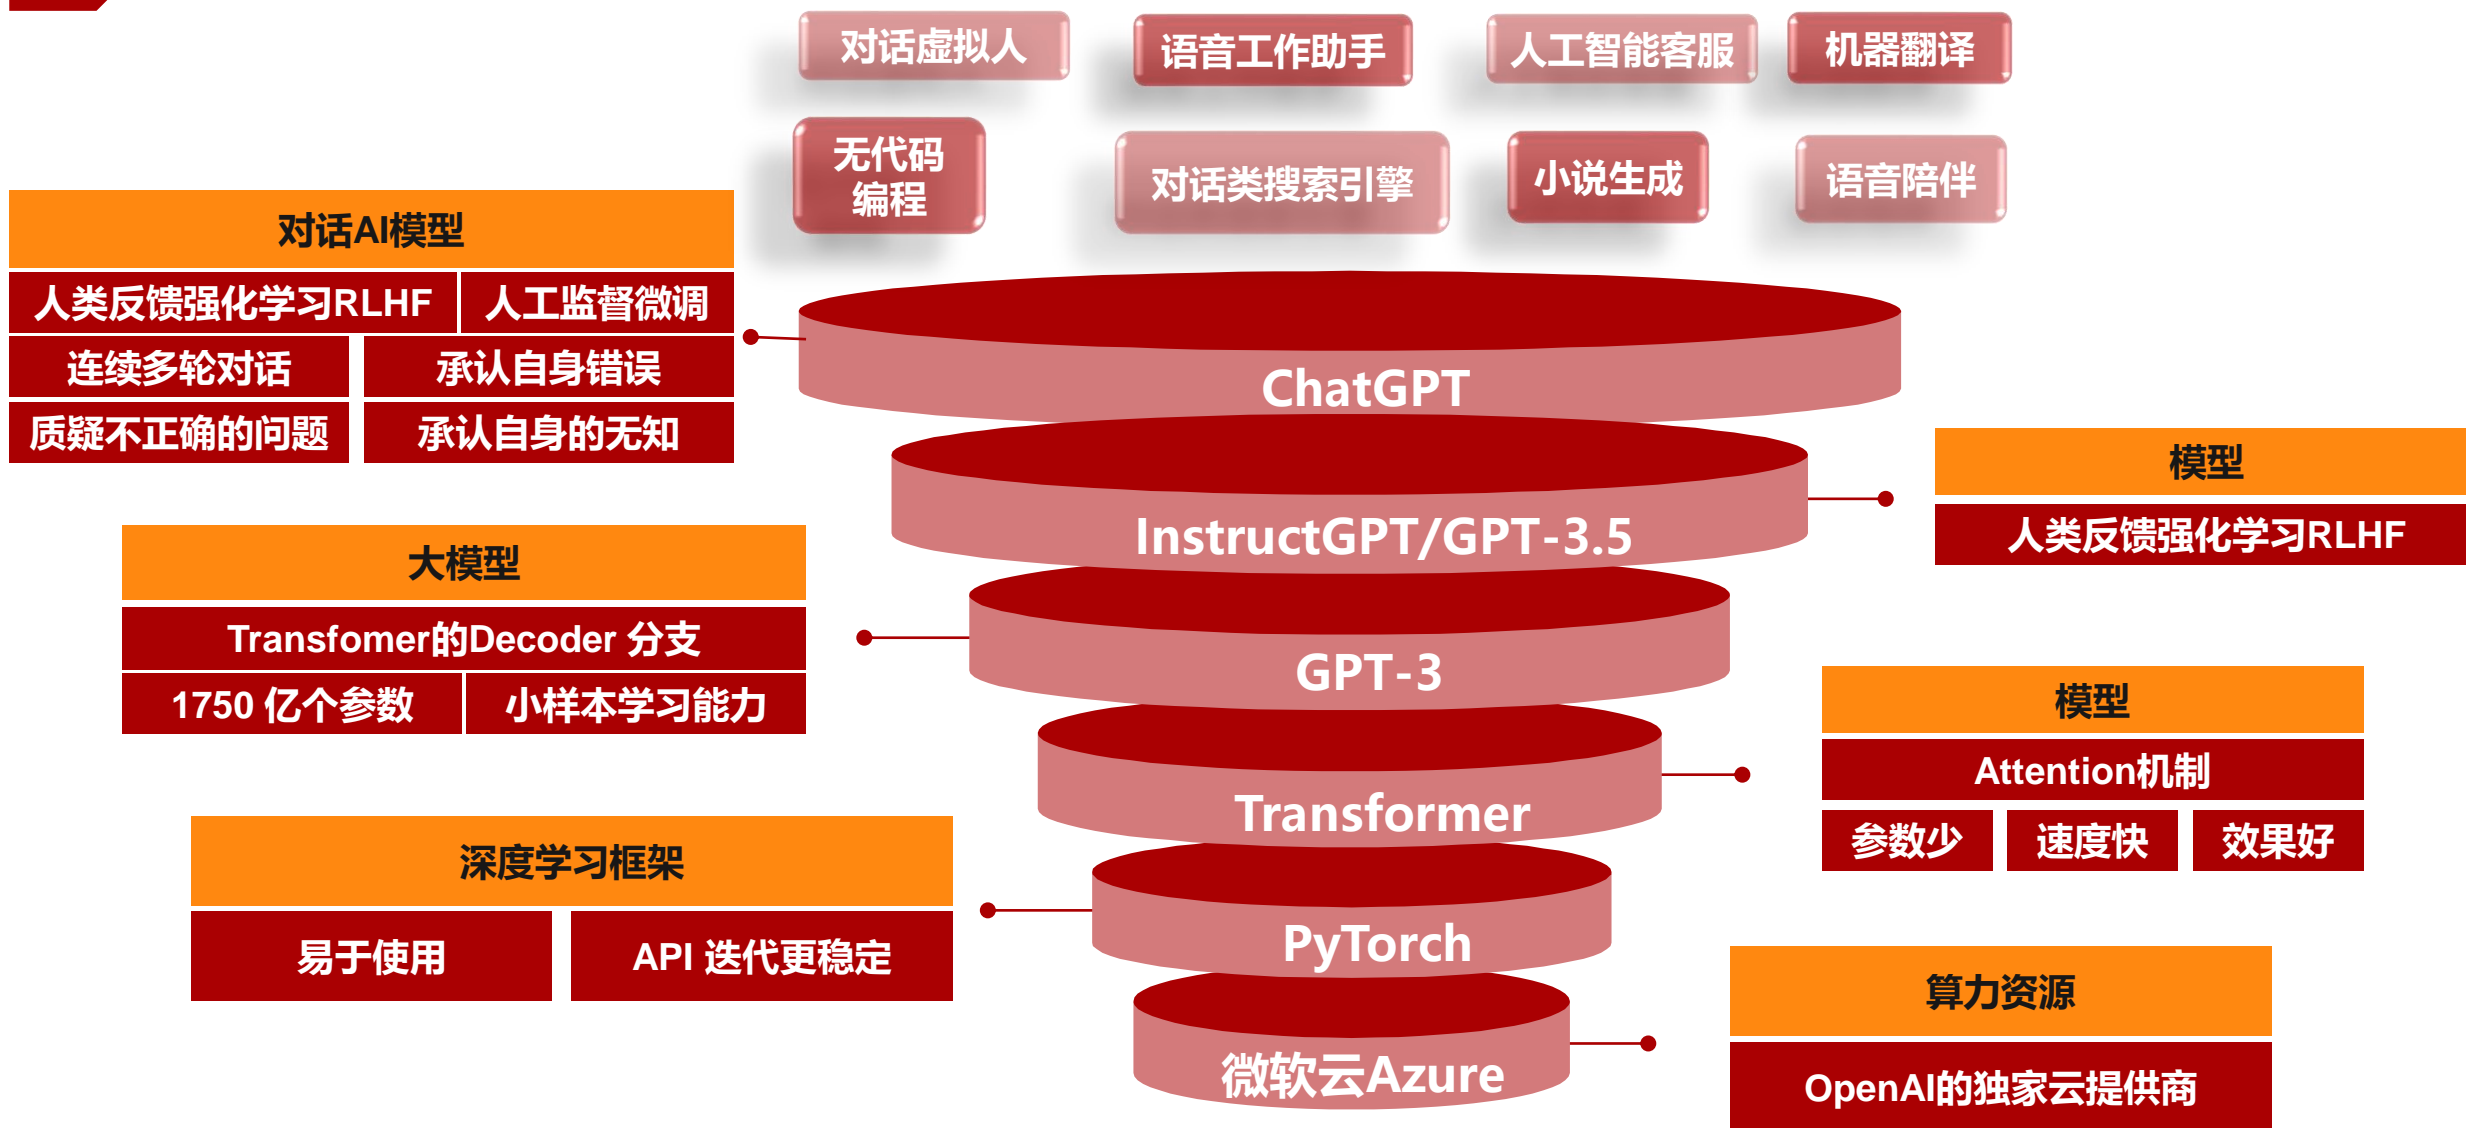 对话虚拟人
语音工作助手
人工智能客服
机器翻译
无代码
编程
对话类搜索引擎
小说生成
语音陪伴
对话AI模型
人类反馈强化学习RLHF
人工监督微调
连续多轮对话
承认自身错误
质疑不正确的问题
承认自身的无知
ChatGPT
InstructGPT/GPT-3.5
模型
人类反馈强化学习RLHF
大模型
Transfomer的Decoder 分支
1750 亿个参数
小样本学习能力
GPT-3
Transformer
模型
Attention机制
参数少
速度快
效果好
深度学习框架
易于使用
API 迭代更稳定
PyTorch
微软云Azure
算力资源
OpenAI的独家云提供商